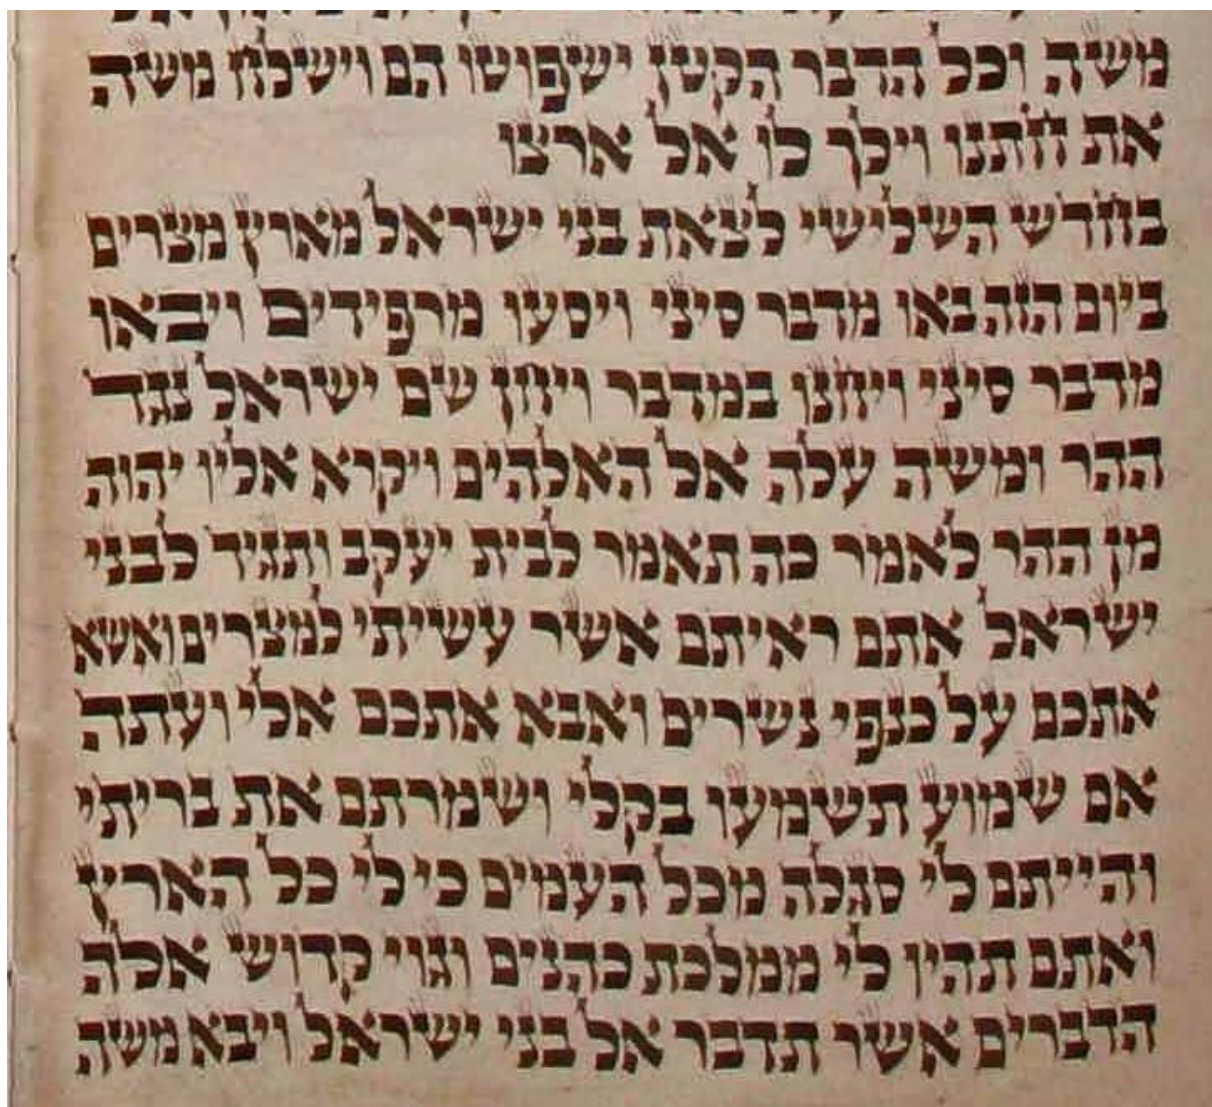 משה וכל הדבר הקטן ישפוטו הם וישלח משה
את חתנו וילך לו אל ארצו
בחדש השלישי לצאת בני ישראל מארץ מצרים
ביום הזה באו מדבר סיני ויסעו מרפידים ויבאו
מדבר סיני ויחנו במדבר ויחן שם ישראל נגד
ההר ומשה עלה אל האלהים ויקרא אליו יהוה
מן ההר לאמר כה תאמר לבית יעקב ותגיד לבני
ישראל אתם ראיתם אשר עשיתי למצרים ואשא
אתכם על כנפי נשרים ואבא אתכם אלי ועתה
אם שמוע תשמעו בקלי ושמרתם את בריתי
והייתם לי סגלה מכל העמים כי לי כל הארץ
ואתם תהיו לי ממלכת כהנים וגוי קדוש אלה
הדברים אשר תדבר אל בני ישראל ויבא משה